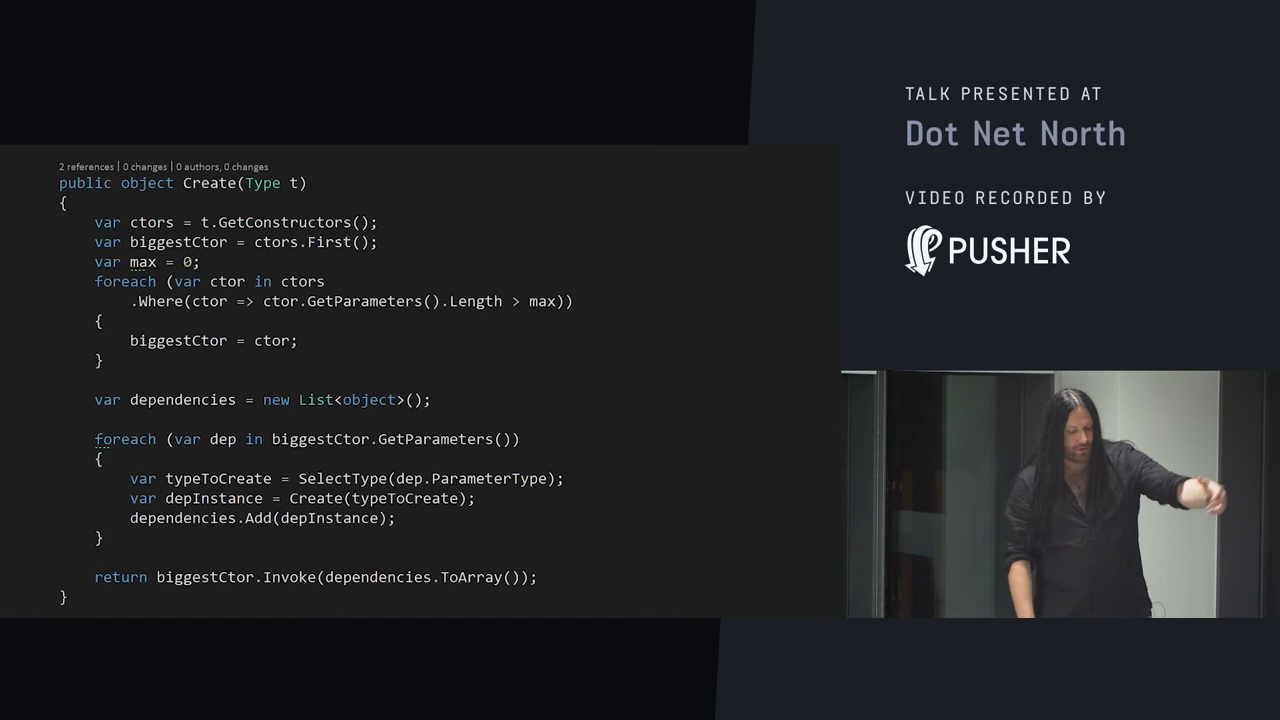 2 references | 0 changes | 0 authors, 0 changes
public object Create(Type t)
{
    var ctors = t.GetConstructors();
    var biggestCtor = ctors.First();
    var max = 0;
    foreach (var ctor in ctors
        .Where(ctor => ctor.GetParameters().Length > max))
    {
        biggestCtor = ctor;
    }

    var dependencies = new List<object>();

    foreach (var dep in biggestCtor.GetParameters())
    {
        var typeToCreate = SelectType(dep.ParameterType);
        var depInstance = Create(typeToCreate);
        dependencies.Add(depInstance);
    }

    return biggestCtor.Invoke(dependencies.ToArray());
}
TALK PRESENTED AT
Dot Net North
VIDEO RECORDED BY
PUSHER